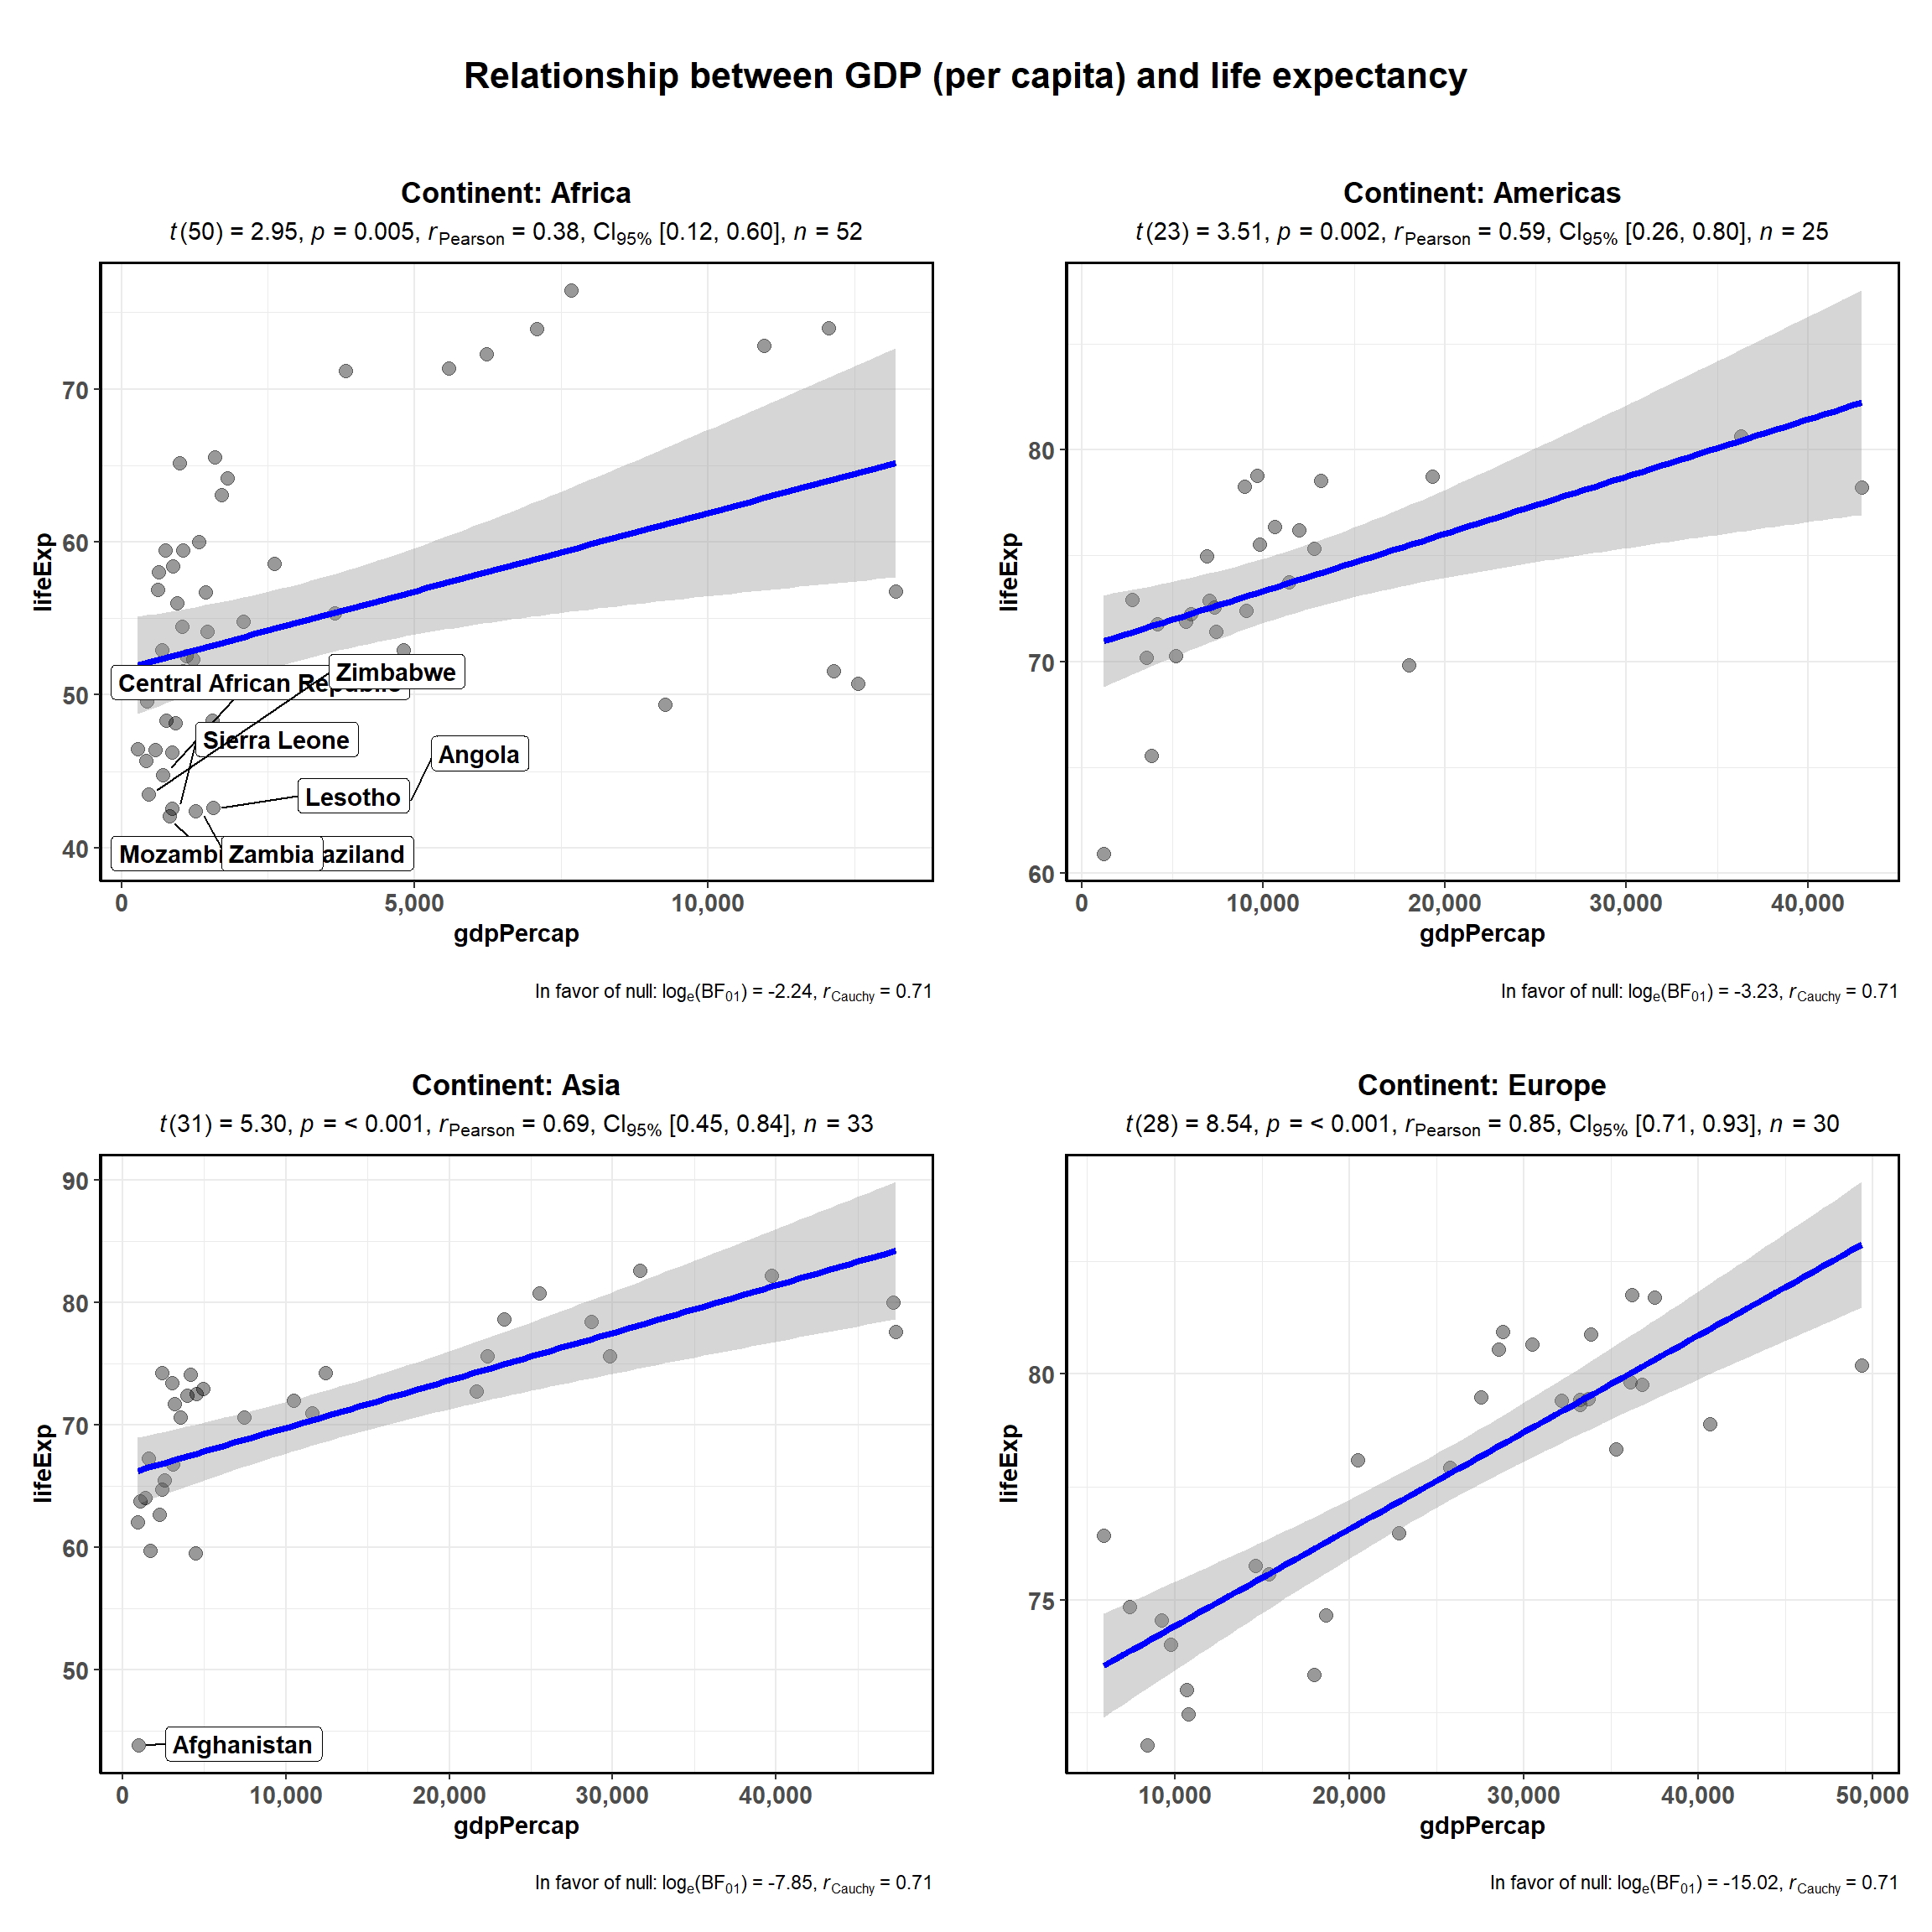 Relationship between GDP (per capita) and life expectancy
Continent: Africa
t(50) = 2.95, p = 0.005, rPearson = 0.38, CI95% [0.12, 0.60], n = 52
lifeExp
70
60
50
40
Zimbabwe
Central African Republic
Sierra Leone
Angola
Lesotho
Mozambi
Zambia
aziland
0 5,000 10,000
gdpPercap
In favor of null: loge(BF01) = -2.24, rCauchy = 0.71
Continent: Americas
t(23) = 3.51, p = 0.002, rPearson = 0.59, CI95% [0.26, 0.80], n = 25
lifeExp
80
70
60
0 10,000 20,000 30,000 40,000
gdpPercap
In favor of null: loge(BF01) = -3.23, rCauchy = 0.71
Continent: Asia
t(31) = 5.30, p = < 0.001, rPearson = 0.69, CI95% [0.45, 0.84], n = 33
lifeExp
90
80
70
60
50
Afghanistan
0 10,000 20,000 30,000 40,000
gdpPercap
In favor of null: loge(BF01) = -7.85, rCauchy = 0.71
Continent: Europe
t(28) = 8.54, p = < 0.001, rPearson = 0.85, CI95% [0.71, 0.93], n = 30
lifeExp
80
75
10,000 20,000 30,000 40,000 50,000
gdpPercap
In favor of null: loge(BF01) = -15.02, rCauchy = 0.71